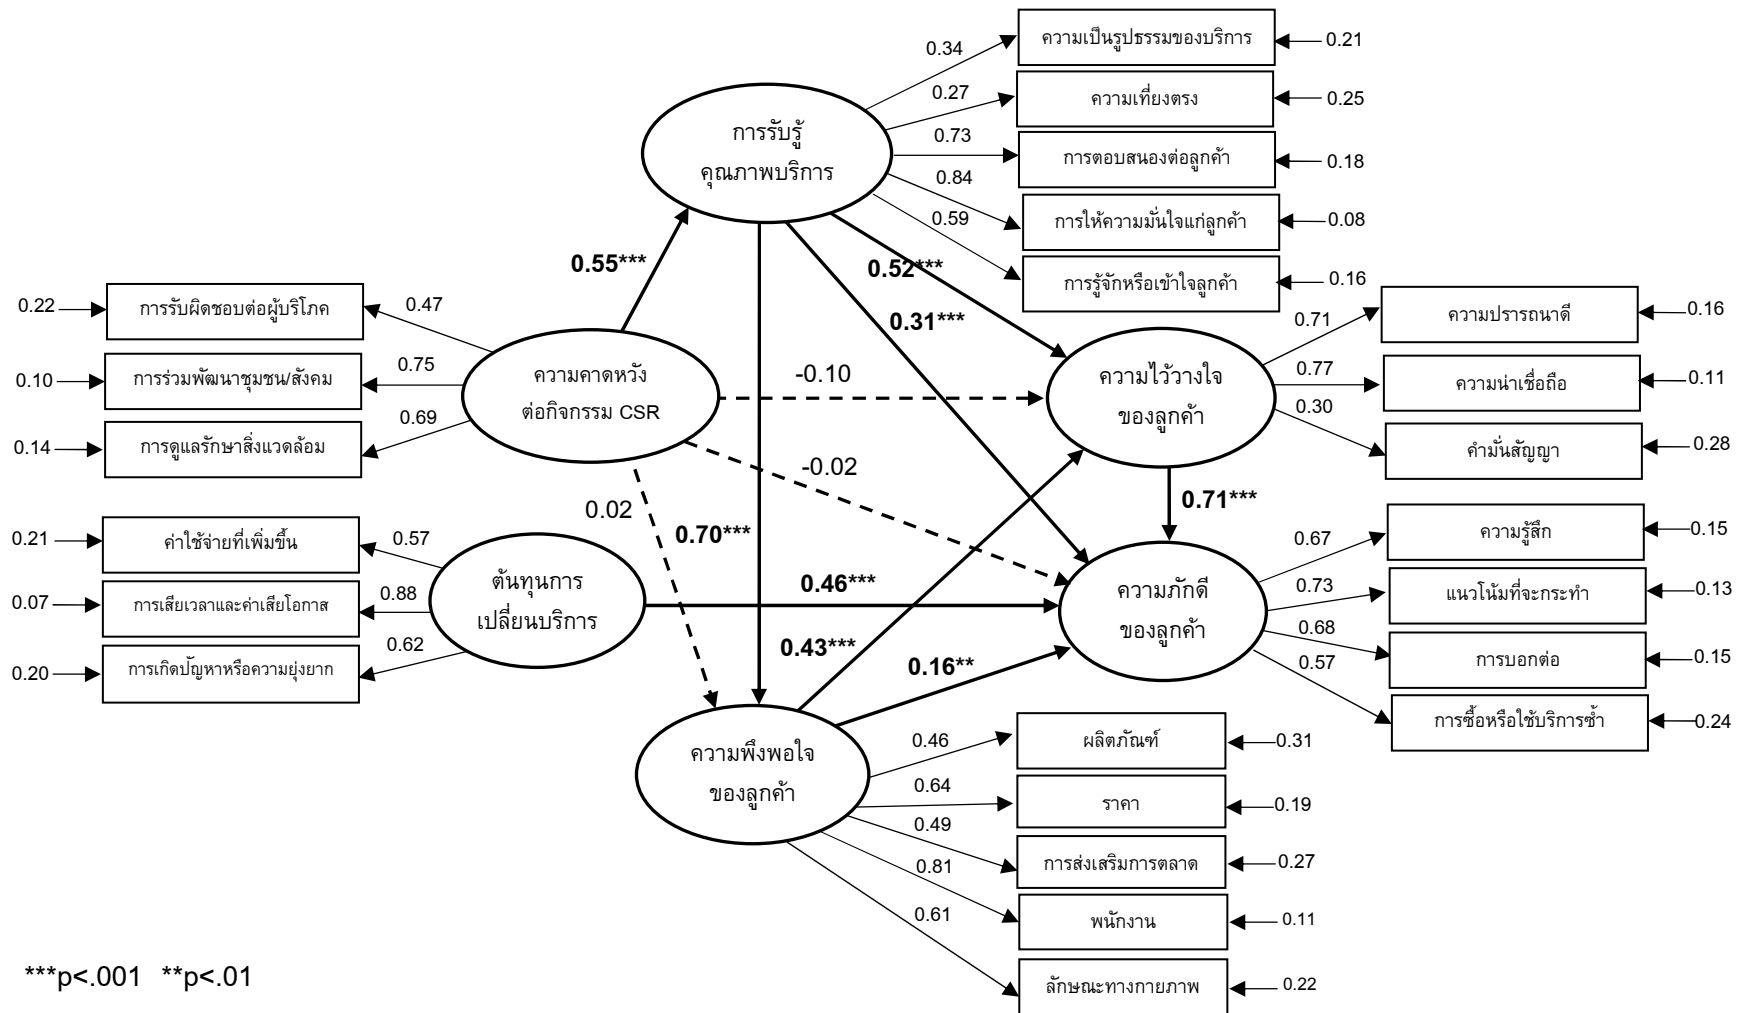 0.34
ความเป็นรูปธรรมของบริการ
0.21
0.27
ความเที่ยงตรง
0.25
0.73
การตอบสนองต่อลูกค้า
0.18
0.84
การให้ความมั่นใจแก่ลูกค้า
0.08
0.59
การรู้จักหรือเข้าใจลูกค้า
0.16
การรับรู้
คุณภาพบริการ
0.55***
0.52***
0.31***
0.22
การรับผิดชอบต่อผู้บริโภค
0.47
0.10
การร่วมพัฒนาชุมชน/สังคม
0.75
0.14
การดูแลรักษาสิ่งแวดล้อม
0.69
ความคาดหวัง
ต่อกิจกรรม CSR
-0.10
-0.02
0.02
0.70***
ความไว้วางใจ
ของลูกค้า
0.71
ความปรารถนาดี
0.16
0.77
ความน่าเชื่อถือ
0.11
0.30
คำมั่นสัญญา
0.28
0.71***
0.21
ค่าใช้จ่ายที่เพิ่มขึ้น
0.57
0.07
การเสียเวลาและค่าเสียโอกาส
0.88
0.20
การเกิดปัญหาหรือความยุ่งยาก
0.62
ต้นทุนการ
เปลี่ยนบริการ
0.46***
0.43***
0.16**
ความภักดี
ของลูกค้า
0.67
ความรู้สึก
0.15
0.73
แนวโน้มที่จะกระทำ
0.13
0.68
การบอกต่อ
0.15
0.57
การซื้อหรือใช้บริการซ้ำ
0.24
ความพึงพอใจ
ของลูกค้า
0.46
ผลิตภัณฑ์
0.31
0.64
ราคา
0.19
0.49
การส่งเสริมการตลาด
0.27
0.81
พนักงาน
0.11
0.61
ลักษณะทางกายภาพ
0.22
***p<.001 **p<.01